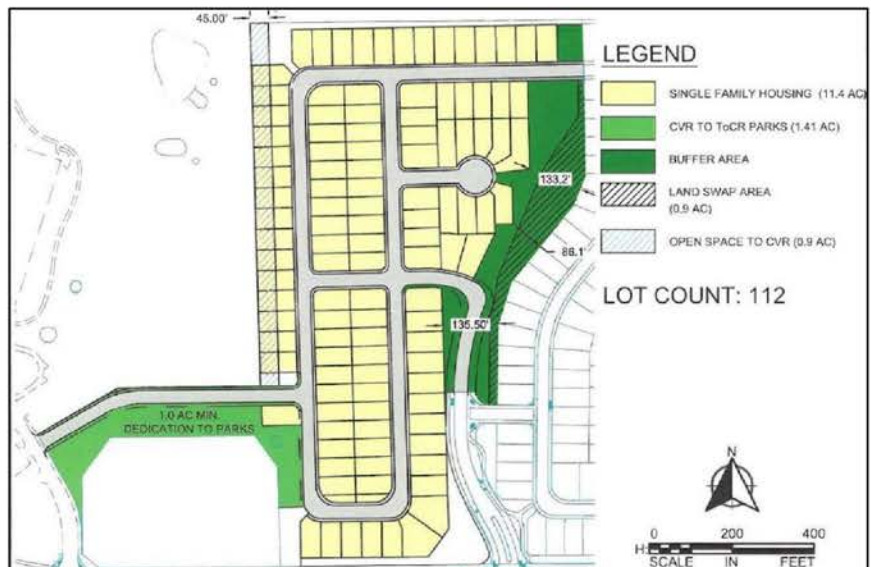 45.00'
133.2'
86.1'
135.50'
1.0 AC MIN.
DEDICATION TO PARKS
LEGEND
SINGLE FAMILY HOUSING (11.4 AC)
CVR TO ToCR PARKS (1.41 AC)
BUFFER AREA
LAND SWAP AREA
(0.9 AC)
OPEN SPACE TO CVR (0.9 AC)
LOT COUNT: 112
N
0 200 400
H:
SCALE IN FEET